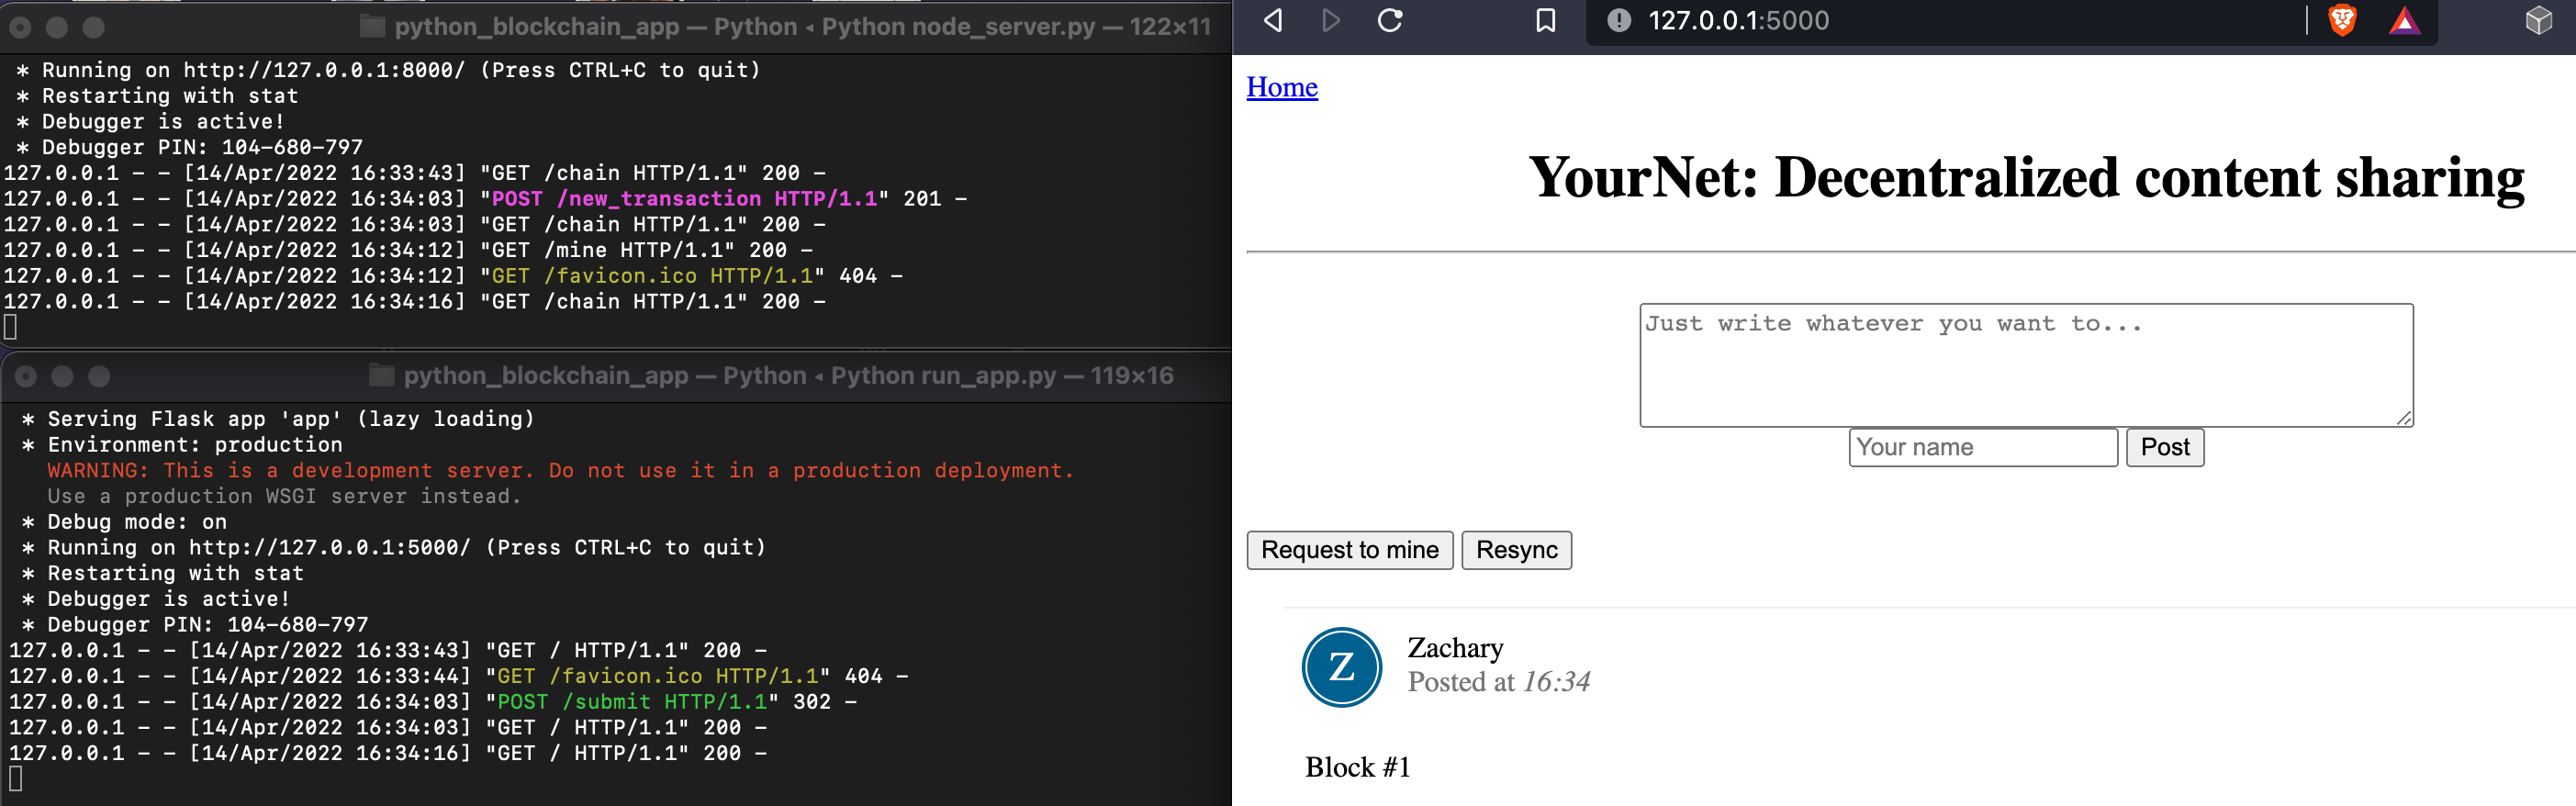 python_blockchain_app — Python ◂ Python node_server.py — 122×11
* Running on http://127.0.0.1:8000/ (Press CTRL+C to quit)
* Restarting with stat
* Debugger is active!
* Debugger PIN: 104-680-797
127.0.0.1 - - [14/Apr/2022 16:33:43] "GET /chain HTTP/1.1" 200 -
127.0.0.1 - - [14/Apr/2022 16:34:03] "POST /new_transaction HTTP/1.1" 201 -
127.0.0.1 - - [14/Apr/2022 16:34:03] "GET /chain HTTP/1.1" 200 -
127.0.0.1 - - [14/Apr/2022 16:34:12] "GET /mine HTTP/1.1" 200 -
127.0.0.1 - - [14/Apr/2022 16:34:12] "GET /favicon.ico HTTP/1.1" 404 -
127.0.0.1 - - [14/Apr/2022 16:34:16] "GET /chain HTTP/1.1" 200 -
python_blockchain_app — Python ◂ Python run_app.py — 119×16
* Serving Flask app 'app' (lazy loading)
* Environment: production
WARNING: This is a development server. Do not use it in a production deployment.
Use a production WSGI server instead.
* Debug mode: on
* Running on http://127.0.0.1:5000/ (Press CTRL+C to quit)
* Restarting with stat
* Debugger is active!
* Debugger PIN: 104-680-797
127.0.0.1 - - [14/Apr/2022 16:33:43] "GET / HTTP/1.1" 200 -
127.0.0.1 - - [14/Apr/2022 16:33:44] "GET /favicon.ico HTTP/1.1" 404 -
127.0.0.1 - - [14/Apr/2022 16:34:03] "POST /submit HTTP/1.1" 302 -
127.0.0.1 - - [14/Apr/2022 16:34:03] "GET / HTTP/1.1" 200 -
127.0.0.1 - - [14/Apr/2022 16:34:16] "GET / HTTP/1.1" 200 -
127.0.0.1:5000
Home
YourNet: Decentralized content sharing
Just write whatever you want to...
Your name Post
Request to mine Resync
Z
Zachary
Posted at 16:34
Block #1